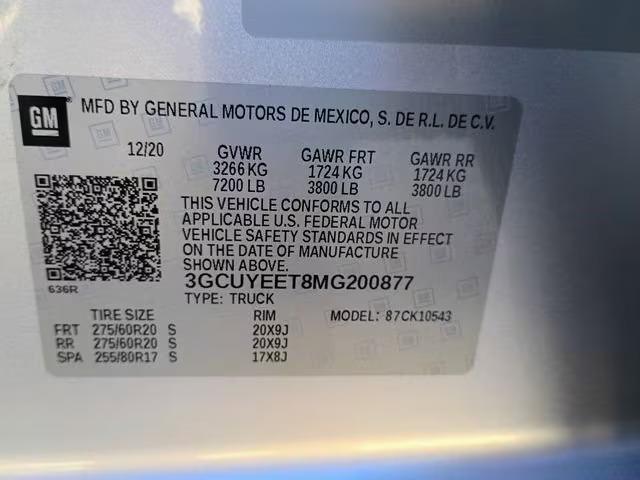 GM
MFD BY GENERAL MOTORS DE MEXICO, S. DE R.L. DE C.V.
12/20 GVWR GAWR FRT GAWR RR
3266 KG 1724 KG 1724 KG
7200 LB 3800 LB 3800 LB
THIS VEHICLE CONFORMS TO ALL
APPLICABLE U.S. FEDERAL MOTOR
VEHICLE SAFETY STANDARDS IN EFFECT
ON THE DATE OF MANUFACTURE
SHOWN ABOVE.
636R 3GCUYEET8MG200877
TYPE: TRUCK
TIRE SIZE RIM MODEL: 87CK10543
FRT 275/60R20 S 20X9J
RR 275/60R20 S 20X9J
SPA 255/80R17 S 17X8J